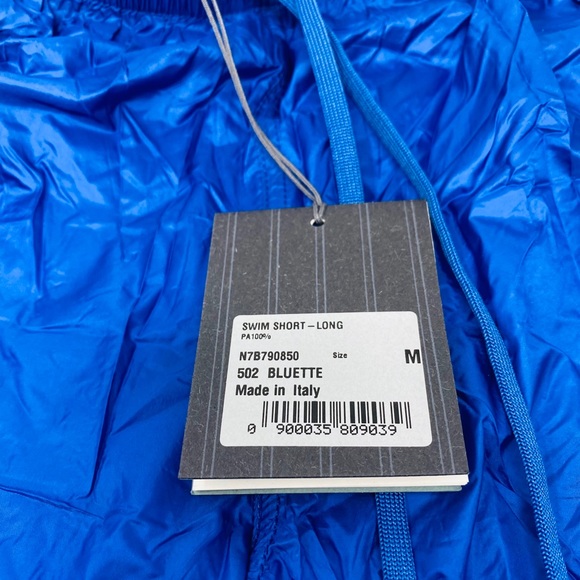 SWIM SHORT – LONG
PA100%
N7B790850 Size M
502 BLUETTE
Made in Italy
0 900035 809039